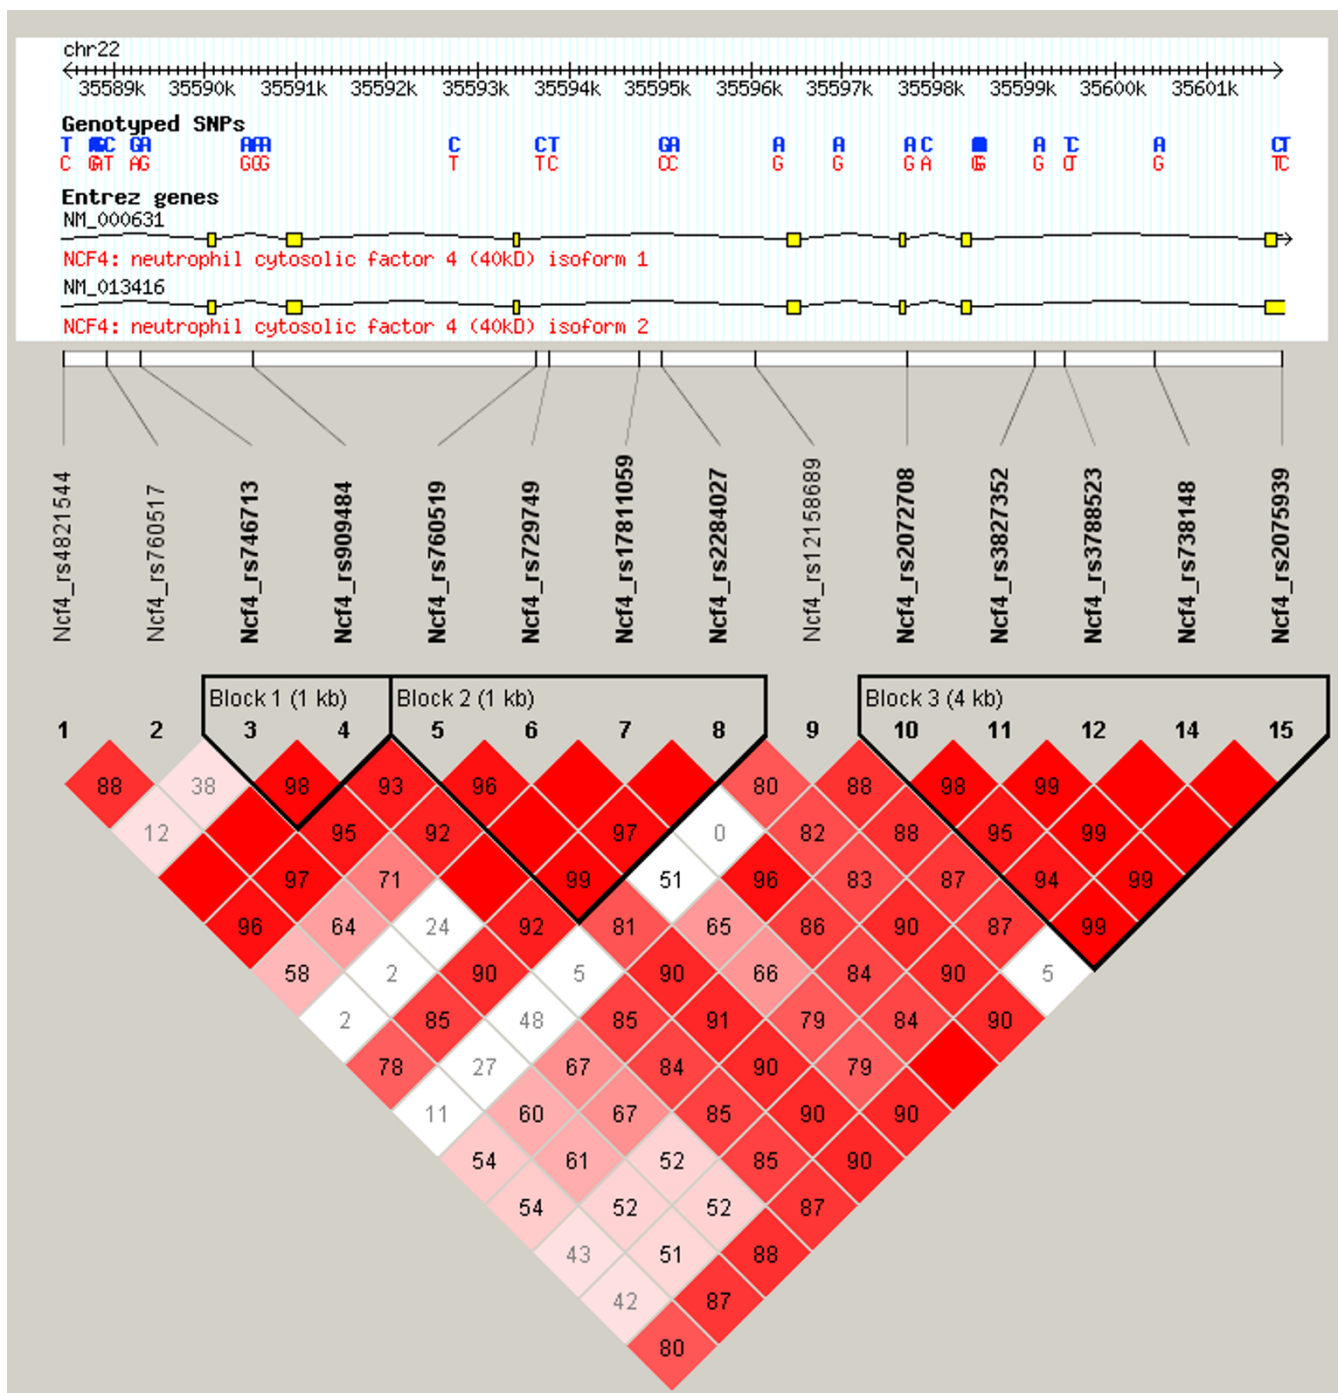 chr22
35589k 35590k 35591k 35592k 35593k 35594k 35595k 35596k 35597k 35598k 35599k 35600k 35601k
Genotyped SNPs
T C GA C CT GA A A A C A TC A CT
C T AG T TC CC G G G A G CT G TC
Entrez genes
NM_000631
NCF4: neutrophil cytosolic factor 4 (40kD) isoform 1
NM_013416
NCF4: neutrophil cytosolic factor 4 (40kD) isoform 2
Ncf4_rs4821544
Ncf4_rs760517
Ncf4_rs746713
Ncf4_rs909484
Ncf4_rs760519
Ncf4_rs729749
Ncf4_rs17811059
Ncf4_rs2284027
Ncf4_rs12158689
Ncf4_rs2072708
Ncf4_rs3827352
Ncf4_rs3788523
Ncf4_rs738148
Ncf4_rs2075939
Block 1 (1 kb) Block 2 (1 kb) Block 3 (4 kb)
1 2 3 4 5 6 7 8 9 10 11 12 14 15
88 38 98 93 96 80 88 98 99
12 95 92 97 0 82 88 95 99
97 71 99 51 96 83 87 94 99
96 64 24 92 81 65 86 90 87 99
58 2 90 5 90 66 84 90 5
2 85 48 85 91 79 84 90
78 27 67 84 90 79
11 60 67 85 90 90
54 61 52 85 90
54 52 52 87
43 51 88
42 87
80